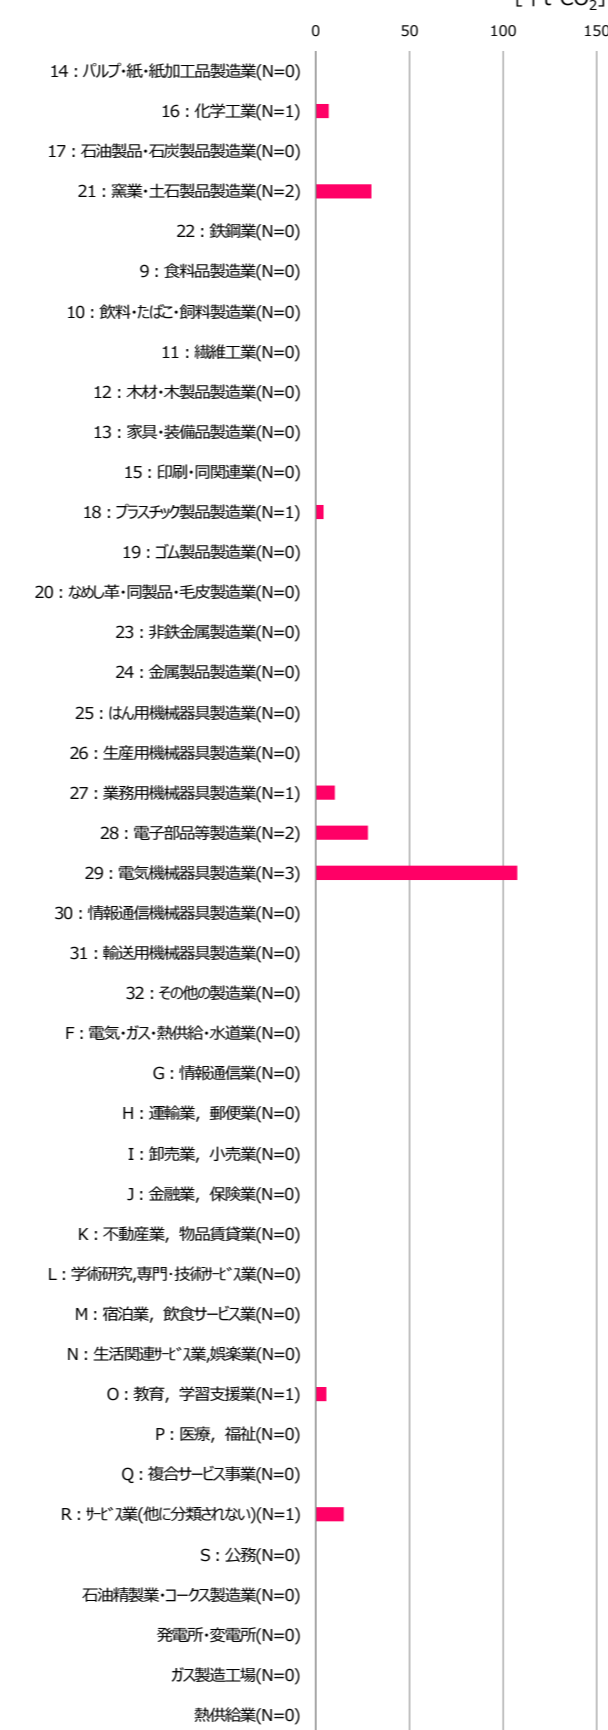 [千t-CO₂]
0 50 100 150
14：パルプ・紙・紙加工品製造業(N=0)
16：化学工業(N=1)
17：石油製品・石炭製品製造業(N=0)
21：窯業・土石製品製造業(N=2)
22：鉄鋼業(N=0)
9：食料品製造業(N=0)
10：飲料・たばこ・飼料製造業(N=0)
11：繊維工業(N=0)
12：木材・木製品製造業(N=0)
13：家具・装備品製造業(N=0)
15：印刷・同関連業(N=0)
18：プラスチック製品製造業(N=1)
19：ゴム製品製造業(N=0)
20：なめし革・同製品・毛皮製造業(N=0)
23：非鉄金属製造業(N=0)
24：金属製品製造業(N=0)
25：はん用機械器具製造業(N=0)
26：生産用機械器具製造業(N=0)
27：業務用機械器具製造業(N=1)
28：電子部品等製造業(N=2)
29：電気機械器具製造業(N=3)
30：情報通信機械器具製造業(N=0)
31：輸送用機械器具製造業(N=0)
32：その他の製造業(N=0)
F：電気・ガス・熱供給・水道業(N=0)
G：情報通信業(N=0)
H：運輸業，郵便業(N=0)
I：卸売業，小売業(N=0)
J：金融業，保険業(N=0)
K：不動産業，物品賃貸業(N=0)
L：学術研究,専門・技術ｻｰﾋﾞｽ業(N=0)
M：宿泊業，飲食サービス業(N=0)
N：生活関連ｻｰﾋﾞｽ業,娯楽業(N=0)
O：教育，学習支援業(N=1)
P：医療，福祉(N=0)
Q：複合サービス事業(N=0)
R：ｻｰﾋﾞｽ業(他に分類されない)(N=1)
S：公務(N=0)
石油精製業・コークス製造業(N=0)
発電所・変電所(N=0)
ガス製造工場(N=0)
熱供給業(N=0)